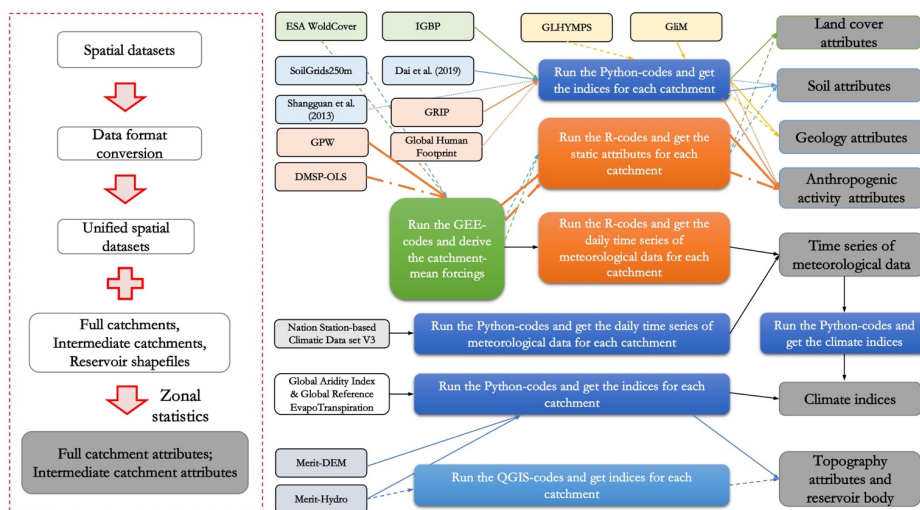 Spatial datasets
Data format
conversion
Unified spatial
datasets
Full catchments,
Intermediate catchments,
Reservoir shapefiles
Zonal
statistics
Full catchment attributes;
Intermediate catchment attributes
ESA WoldCover
IGBP
GLHYMPS
GliM
SoilGrids250m
Dai et al. (2019)
Shangguan et al.
(2013)
GRIP
GPW
Global Human
Footprint
DMSP-OLS
Run the Python-codes and get
the indices for each catchment
Run the R-codes and get the
static attributes for each
catchment
Run the GEE-
codes and derive
the catchment-
mean forcings
Run the R-codes and get the
daily time series of
meteorological data for each
catchment
Land cover
attributes
Soil attributes
Geology attributes
Anthropogenic
activity attributes
Time series of
meteorological data
Nation Station-based
Climatic Data set V3
Run the Python-codes and get the daily time series of
meteorological data for each catchment
Run the Python-codes and
get the climate indices
Global Aridity Index
& Global Reference
EvapoTranspiration
Run the Python-codes and get the indices for each
catchment
Climate indices
Merit-DEM
Merit-Hydro
Run the QGIS-codes and get indices for each
catchment
Topography
attributes and
reservoir body